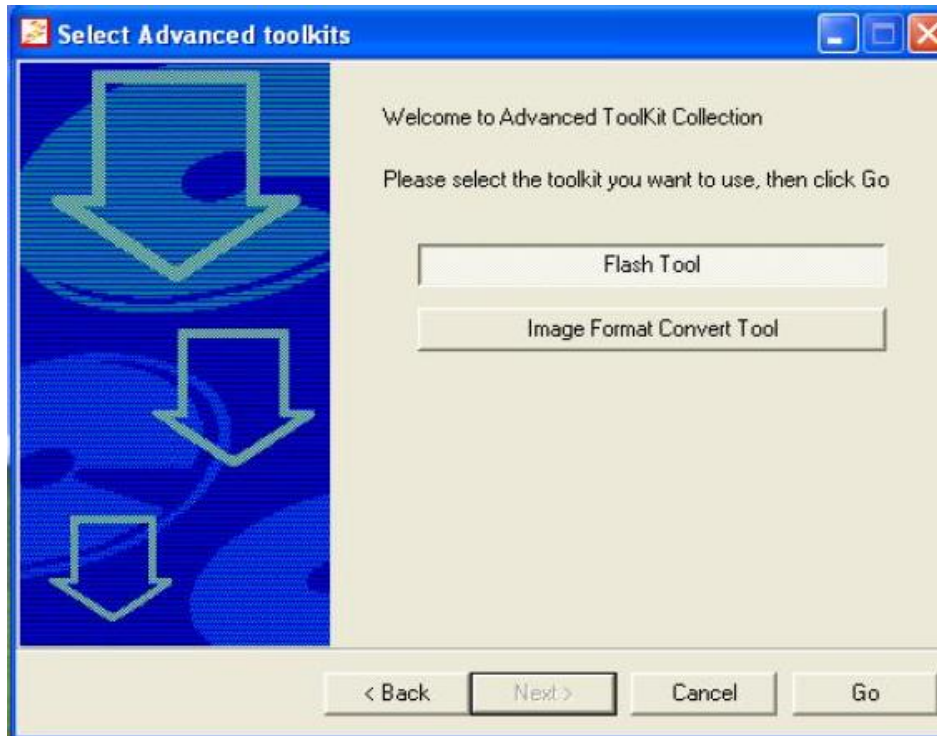 Select Advanced toolkits
Welcome to Advanced ToolKit Collection
Please select the toolkit you want to use, then click Go
Flash Tool
Image Format Convert Tool
< Back
Next >
Cancel
Go